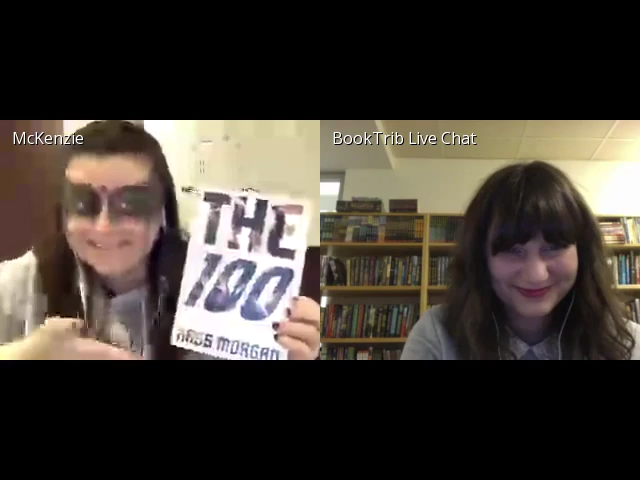 McKenzie
BookTrib Live Chat
THE
100
KASS MORGAN